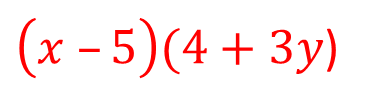 (x – 5)(4 + 3y)